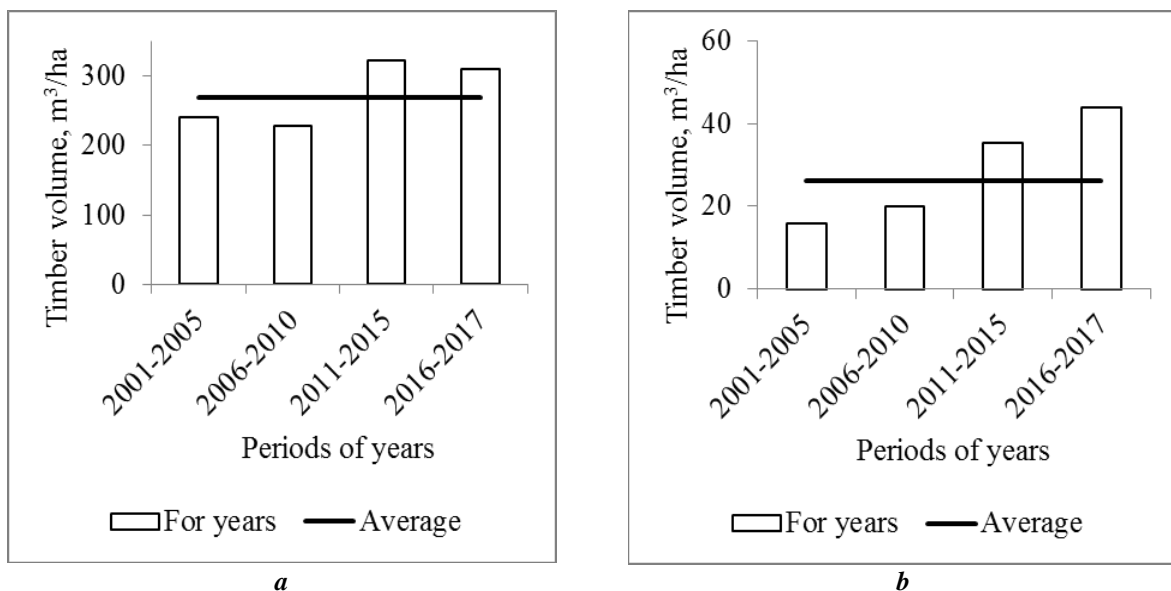 Timber volume, m³/ha
300
200
100
0
2001-2005
2006-2010
2011-2015
2016-2017
Periods of years
For years
Average
a
Timber volume, m³/ha
60
40
20
0
2001-2005
2006-2010
2011-2015
2016-2017
Periods of years
For years
Average
b